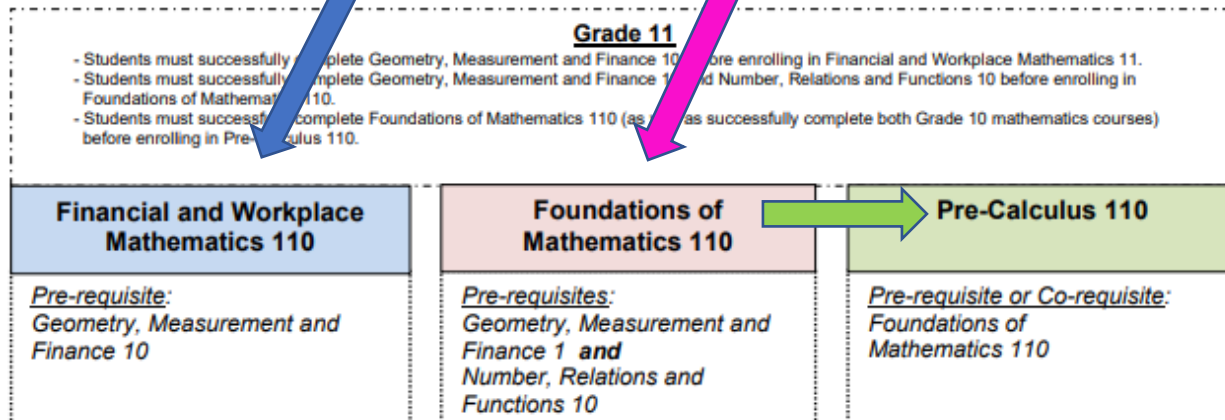 Grade 11
- Students must successfully complete Geometry, Measurement and Finance 10 before enrolling in Financial and Workplace Mathematics 11.
- Students must successfully complete Geometry, Measurement and Finance 1 and Number, Relations and Functions 10 before enrolling in
Foundations of Mathematics 110.
- Students must successfully complete Foundations of Mathematics 110 (as well as successfully complete both Grade 10 mathematics courses)
before enrolling in Pre-Calculus 110.
Financial and Workplace
Mathematics 110
Pre-requisite:
Geometry, Measurement and
Finance 10
Foundations of
Mathematics 110
Pre-requisites:
Geometry, Measurement and
Finance 1 and
Number, Relations and
Functions 10
Pre-Calculus 110
Pre-requisite or Co-requisite:
Foundations of
Mathematics 110